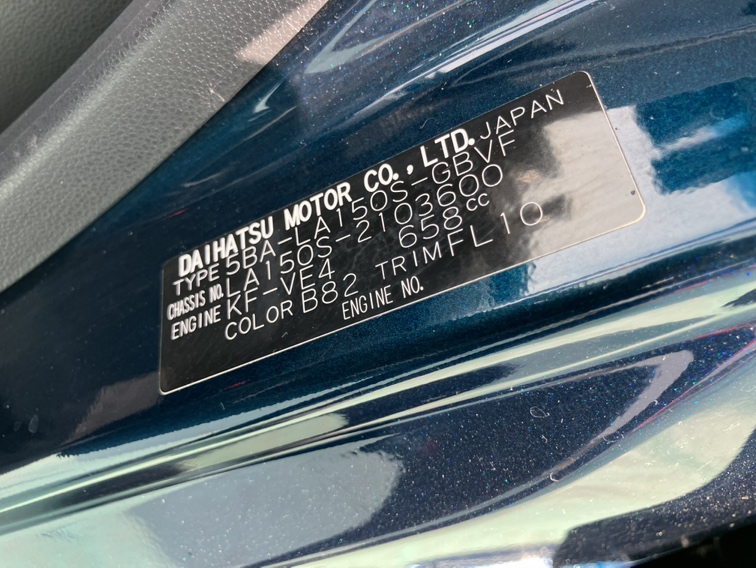 DAIHATSU MOTOR CO., LTD. JAPAN
TYPE 5BA-LA150S-GBVF
CHASSIS NO. LA150S-2103600
ENGINE KF-VE4 658cc
COLOR B82 TRIM FL10
ENGINE NO.